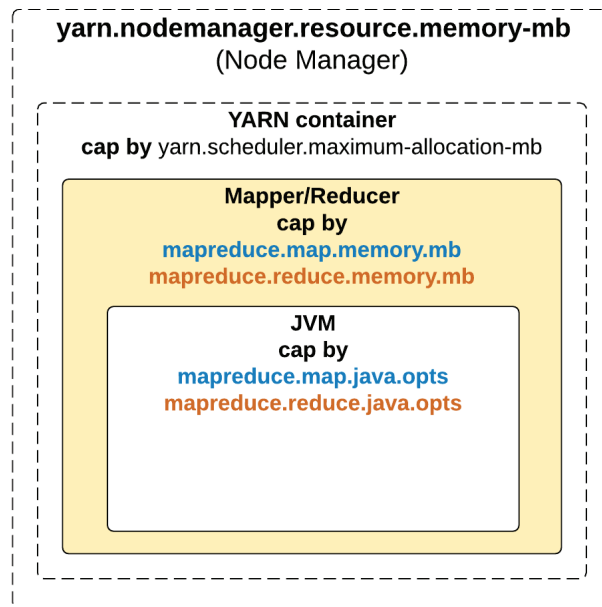 yarn.nodemanager.resource.memory-mb
(Node Manager)
YARN container
cap by yarn.scheduler.maximum-allocation-mb
Mapper/Reducer
cap by
mapreduce.map.memory.mb
mapreduce.reduce.memory.mb
JVM
cap by
mapreduce.map.java.opts
mapreduce.reduce.java.opts